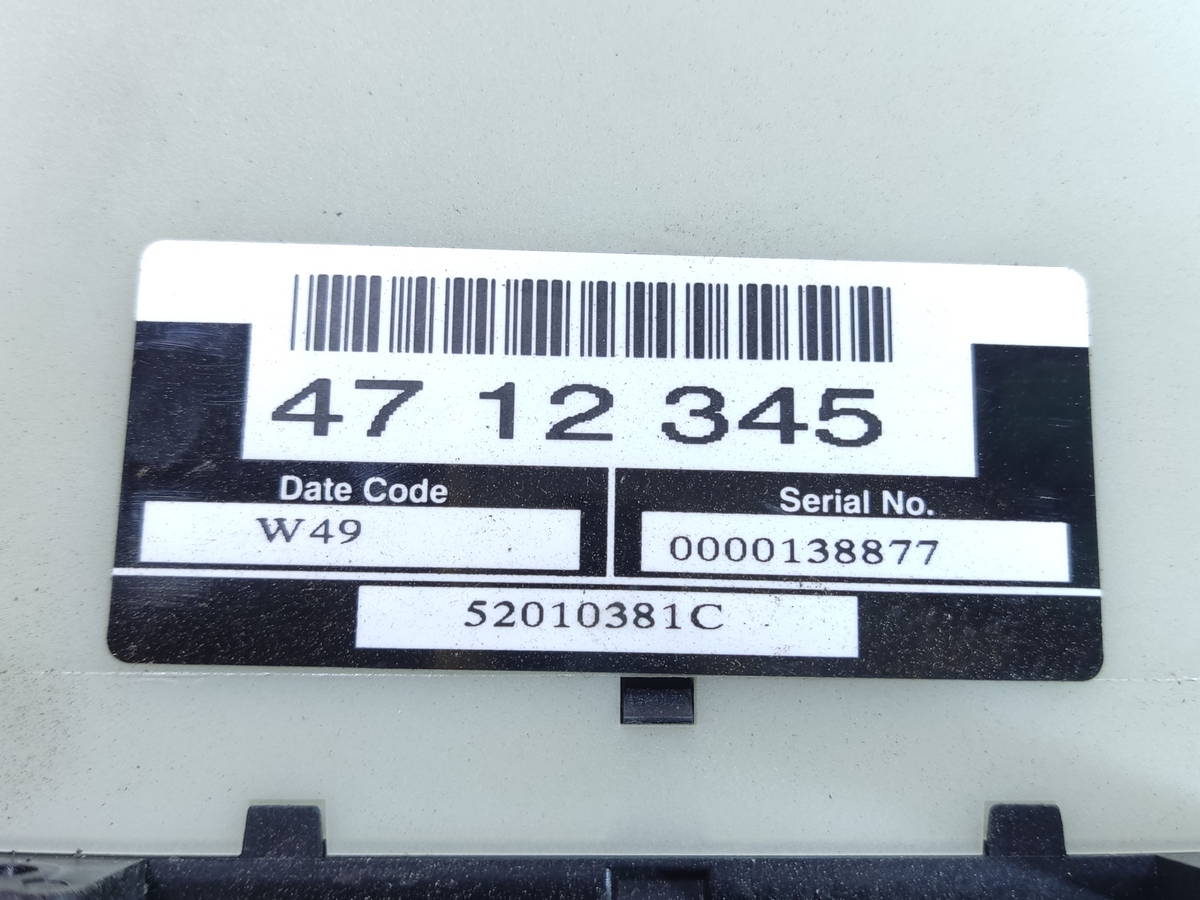 47 12 345
Date Code
Serial No.
W49
0000138877
52010381C